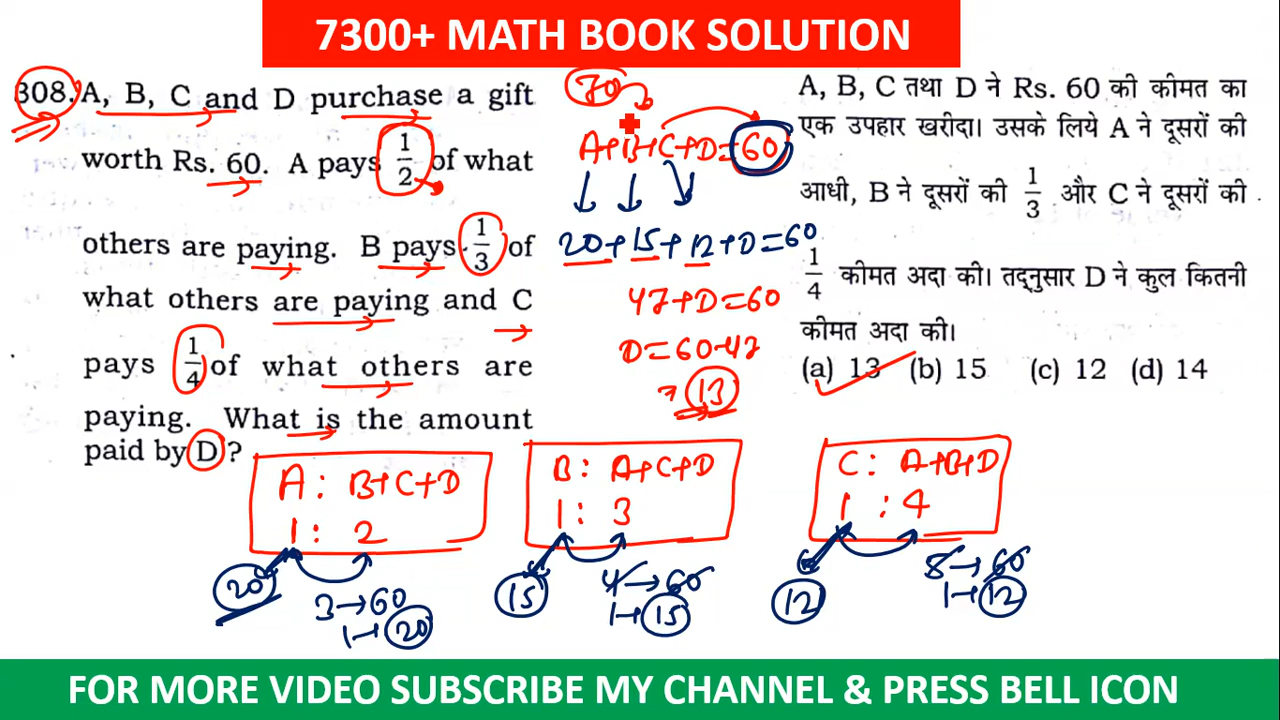 7300+ MATH BOOK SOLUTION
308. A, B, C and D purchase a gift
worth Rs. 60. A pays 1/2 of what
others are paying. B pays 1/3 of
what others are paying and C
pays 1/4 of what others are
paying. What is the amount
paid by D?
70
A+B+C+D=60
20+15+12+D=60
47+D=60
D=60-47
13
A, B, C तथा D ने Rs. 60 की कीमत का
एक उपहार खरीदा। उसके लिये A ने दूसरों की
आधी, B ने दूसरों की 1/3 और C ने दूसरों की
1/4 कीमत अदा की। तद्नुसार D ने कुल कितनी
कीमत अदा की।
(a) 13 (b) 15 (c) 12 (d) 14
A: B+C+D
1: 2
20
3→60
1→20
B: A+C+D
1: 3
15
4→60
1→15
C: A+B+D
1:4
12
5→60
1→12
FOR MORE VIDEO SUBSCRIBE MY CHANNEL & PRESS BELL ICON